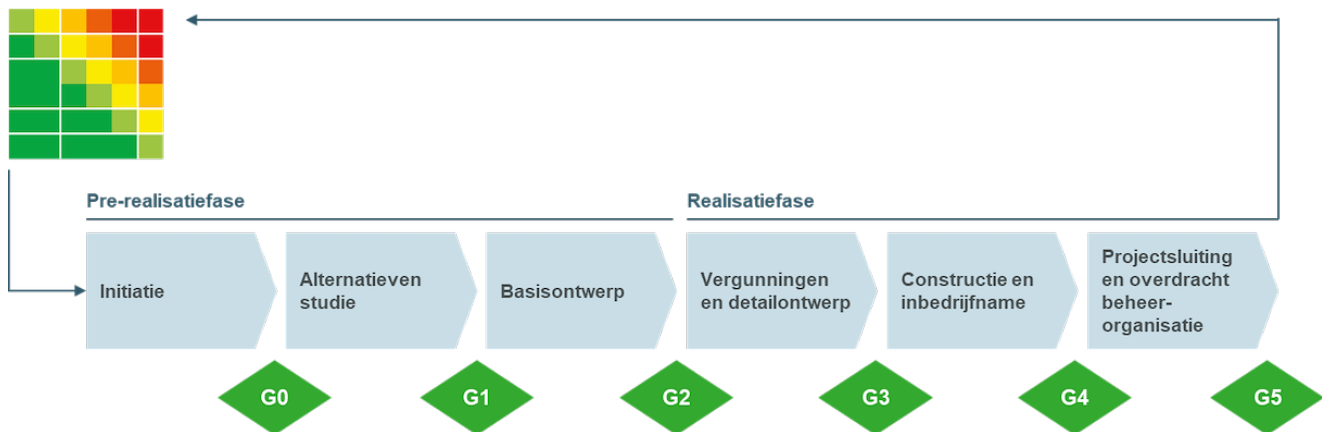 Pre-realisatiefase
Realisatiefase
Initiatie
Alternatieven
studie
Basisontwerp
Vergunningen
en detailontwerp
Constructie en
inbedrijfname
Projectsluiting
en overdracht
beheer-
organisatie
G0
G1
G2
G3
G4
G5